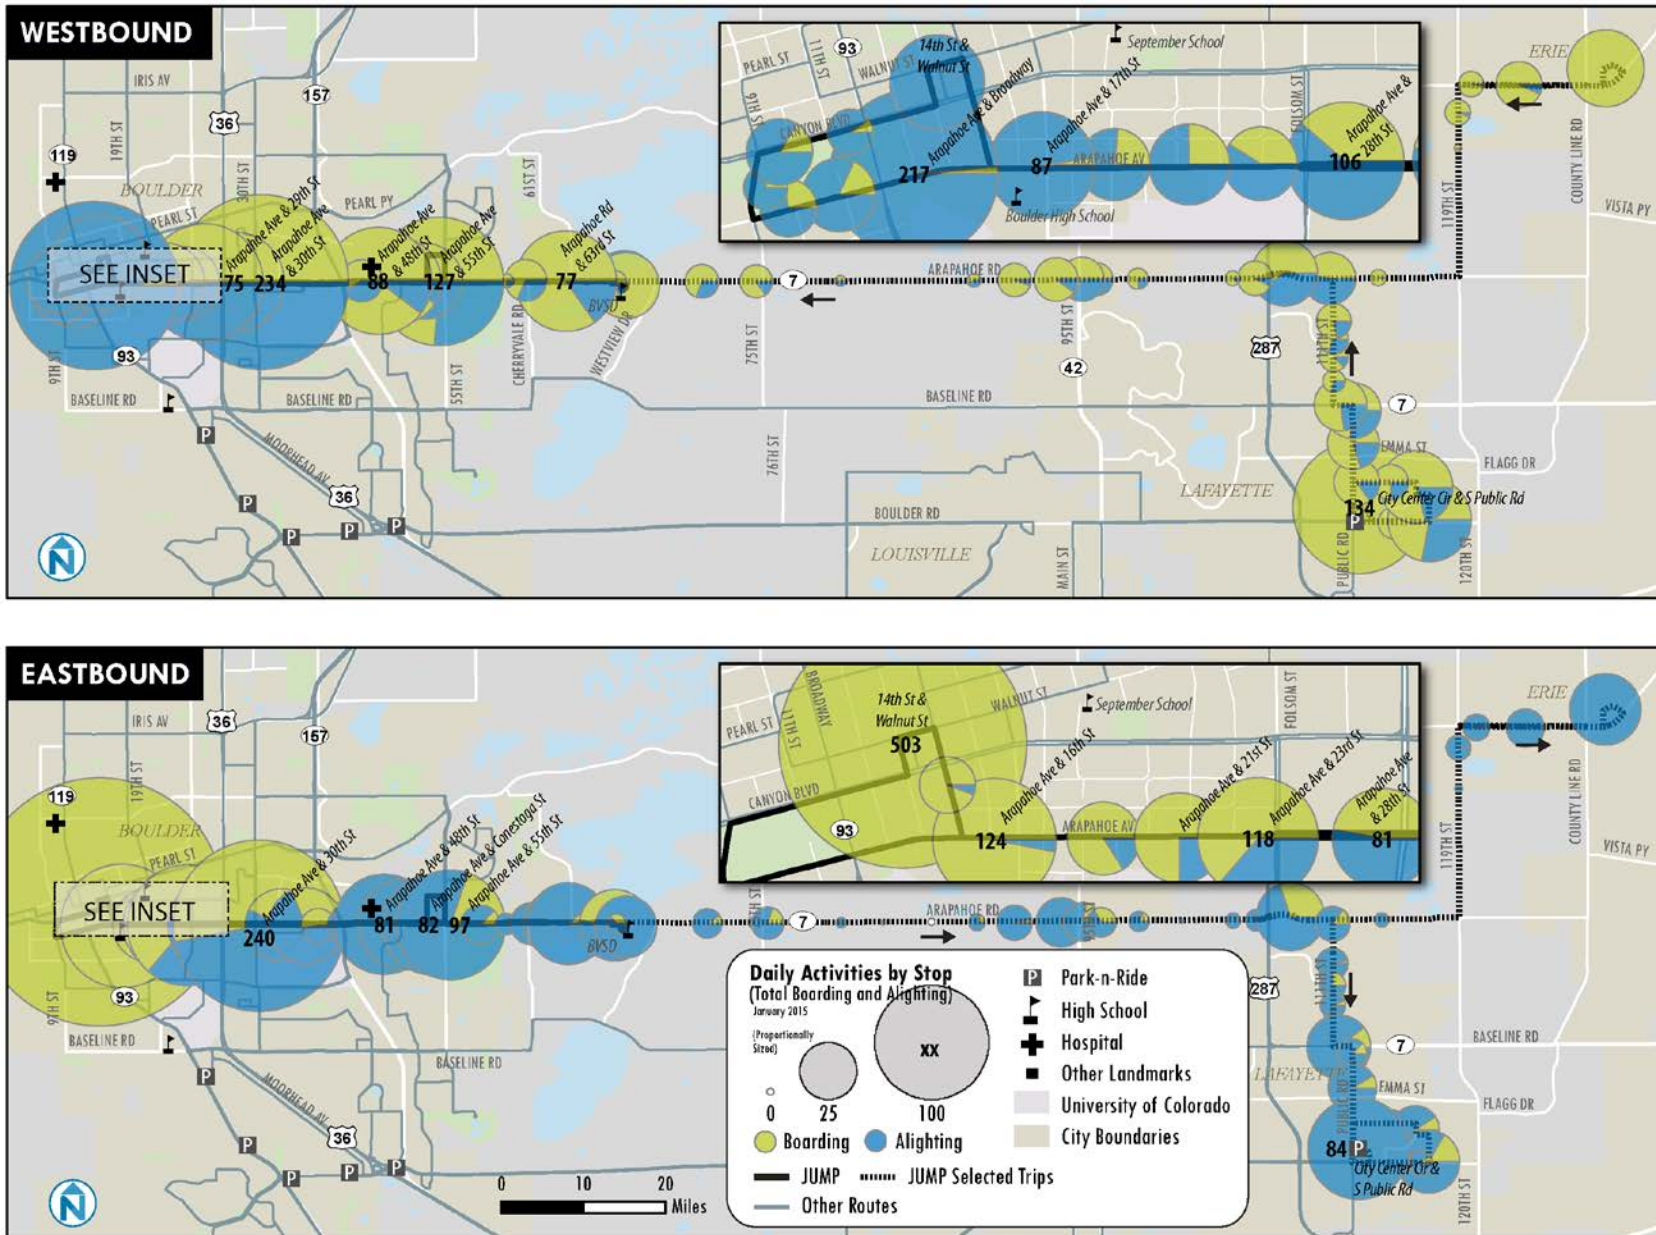 WESTBOUND
IRIS AV
157
36
19TH ST
119
BOULDER
30TH ST
PEARL ST
PEARL PY
61ST ST
SEE INSET
Arapahoe Ave & 29th St
75
Arapahoe Ave
& 30th St
234
Arapahoe Ave
& 48th St
88
Arapahoe Ave
& 55th St
127
Arapahoe Rd
& 63rd St
77
BVSD
CHERRYVALE RD
WESTVIEW DR
55TH ST
93
9TH ST
BASELINE RD
BASELINE RD
P
MOORHEAD AV
36
P
P
P
P
N
7
75TH ST
76TH ST
ARAPAHOE RD
95TH ST
42
BASELINE RD
BOULDER RD
LOUISVILLE
MAIN ST
287
111TH ST
7
EMMA ST
LAFAYETTE
FLAGG DR
City Center Cir & S Public Rd
134
P
PUBLIC RD
120TH ST
119TH ST
ERIE
COUNTY LINE RD
VISTA PY
PEARL ST
11TH ST
93
WALNUT ST
14th St &
Walnut St
September School
9TH ST
CANYON BLVD
Arapahoe Ave & Broadway
217
Arapahoe Ave & 17th St
87
ARAPAHOE AV
Boulder High School
FOLSOM ST
Arapahoe Ave &
28th St
106
EASTBOUND
IRIS AV
36
157
19TH ST
119
BOULDER
PEARL ST
SEE INSET
Arapahoe Ave & 30th St
240
Arapahoe Ave & 48th St
81
Arapahoe Ave & Conestoga St
82
Arapahoe Ave & 55th St
97
BVSD
93
9TH ST
BASELINE RD
BASELINE RD
P
MOORHEAD AV
36
P
P
P
P
N
7
ARAPAHOE RD
95TH ST
287
111TH ST
7
BASELINE RD
LAFAYETTE
EMMA ST
FLAGG DR
PUBLIC RD
84
P
City Center Cir &
S Public Rd
120TH ST
119TH ST
ERIE
COUNTY LINE RD
VISTA PY
BROADWAY
PEARL ST
11TH ST
14th St &
Walnut St
503
WALNUT ST
September School
CANYON BLVD
93
Arapahoe Ave & 16th St
124
ARAPAHOE AV
Arapahoe Ave & 21st St
Arapahoe Ave & 23rd St
118
FOLSOM ST
Arapahoe Ave
& 28th St
81
Daily Activities by Stop
(Total Boarding and Alighting)
January 2015
(Proportionally
Sized)
xx
0 25 100
Boarding Alighting
JUMP JUMP Selected Trips
Other Routes
P Park-n-Ride
High School
Hospital
Other Landmarks
University of Colorado
City Boundaries
0 10 20
Miles